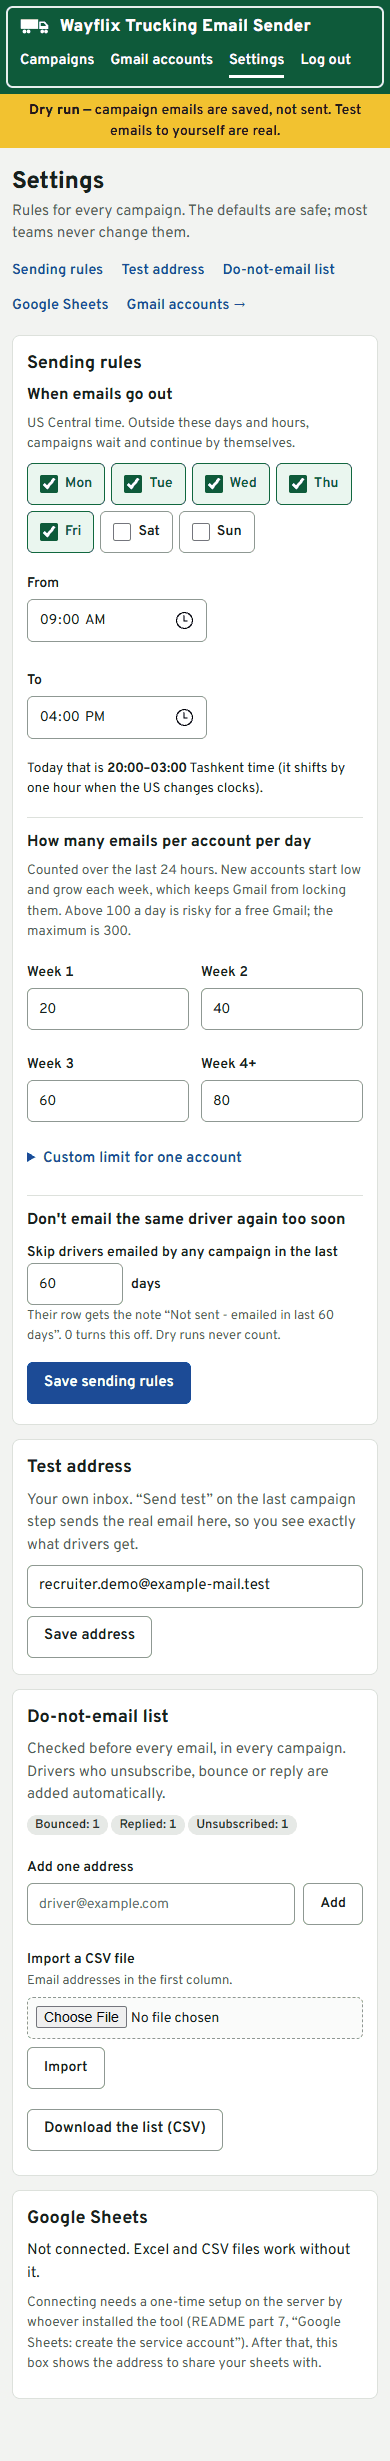 Wayflix Trucking Email Sender
Campaigns Gmail accounts Settings Log out
Dry run — campaign emails are saved, not sent. Test
emails to yourself are real.
Settings
Rules for every campaign. The defaults are safe; most
teams never change them.
Sending rules Test address Do-not-email list
Google Sheets Gmail accounts →
Sending rules
When emails go out
US Central time. Outside these days and hours,
campaigns wait and continue by themselves.
Mon Tue Wed Thu
Fri Sat Sun
From
09:00 AM
To
04:00 PM
Today that is 20:00–03:00 Tashkent time (it shifts by
one hour when the US changes clocks).
How many emails per account per day
Counted over the last 24 hours. New accounts start low
and grow each week, which keeps Gmail from locking
them. Above 100 a day is risky for a free Gmail; the
maximum is 300.
Week 1 Week 2
20 40
Week 3 Week 4+
60 80
Custom limit for one account
Don't email the same driver again too soon
Skip drivers emailed by any campaign in the last
60 days
Their row gets the note “Not sent - emailed in last 60
days”. 0 turns this off. Dry runs never count.
Save sending rules
Test address
Your own inbox. “Send test” on the last campaign
step sends the real email here, so you see exactly
what drivers get.
recruiter.demo@example-mail.test
Save address
Do-not-email list
Checked before every email, in every campaign.
Drivers who unsubscribe, bounce or reply are
added automatically.
Bounced: 1 Replied: 1 Unsubscribed: 1
Add one address
driver@example.com Add
Import a CSV file
Email addresses in the first column.
Choose File No file chosen
Import
Download the list (CSV)
Google Sheets
Not connected. Excel and CSV files work without
it.
Connecting needs a one-time setup on the server by
whoever installed the tool (README part 7, “Google
Sheets: create the service account”). After that, this
box shows the address to share your sheets with.